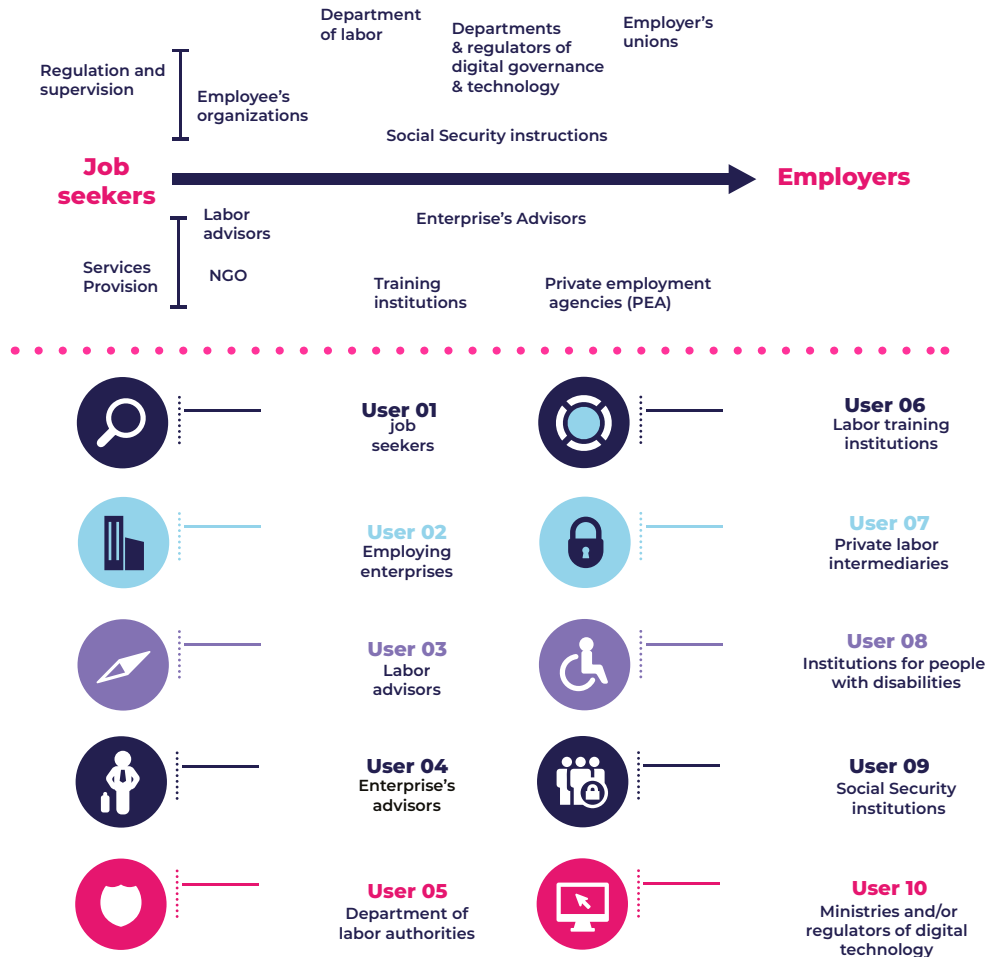 Department
of labor
Departments
& regulators of
digital governance
& technology
Employer’s
unions
Regulation and
supervision
Employee’s
organizations
Social Security instructions
Job
seekers
Employers
Labor
advisors
Enterprise’s Advisors
Services
Provision
NGO
Training
institutions
Private employment
agencies (PEA)
User 01
job
seekers
User 06
Labor training
institutions
User 02
Employing
enterprises
User 07
Private labor
intermediaries
User 03
Labor
advisors
User 08
Institutions for people
with disabilities
User 04
Enterprise’s
advisors
User 09
Social Security
institutions
User 05
Department of
labor authorities
User 10
Ministries and/or
regulators of digital
technology